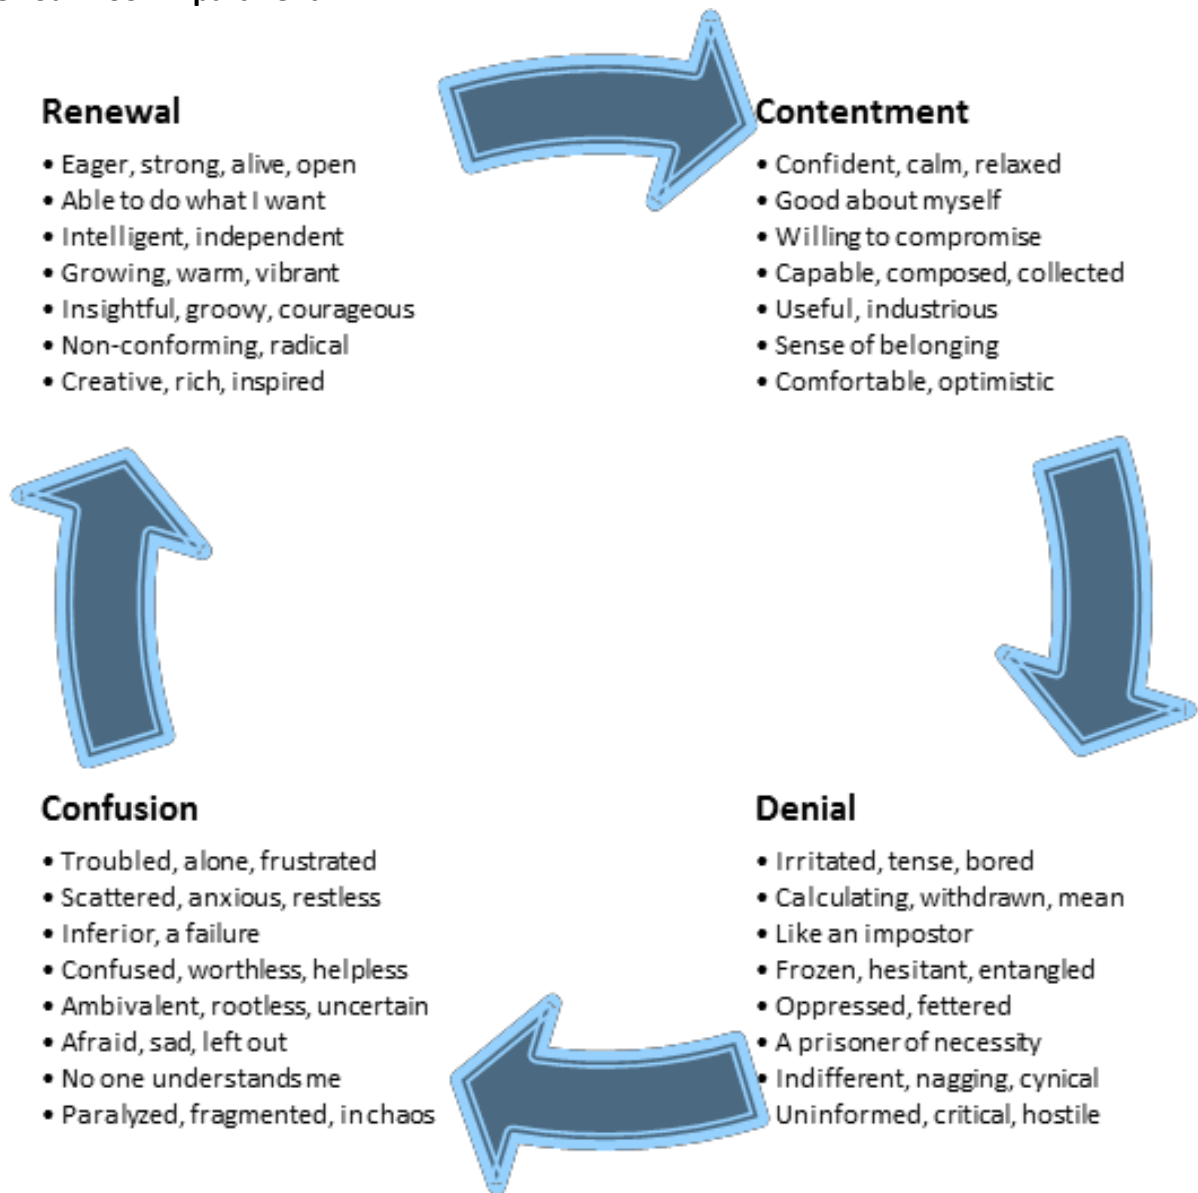 Renewal
• Eager, strong, alive, open
• Able to do what I want
• Intelligent, independent
• Growing, warm, vibrant
• Insightful, groovy, courageous
• Non-conforming, radical
• Creative, rich, inspired
Contentment
• Confident, calm, relaxed
• Good about myself
• Willing to compromise
• Capable, composed, collected
• Useful, industrious
• Sense of belonging
• Comfortable, optimistic
Confusion
• Troubled, alone, frustrated
• Scattered, anxious, restless
• Inferior, a failure
• Confused, worthless, helpless
• Ambivalent, rootless, uncertain
• Afraid, sad, left out
• No one understands me
• Paralyzed, fragmented, in chaos
Denial
• Irritated, tense, bored
• Calculating, withdrawn, mean
• Like an impostor
• Frozen, hesitant, entangled
• Oppressed, fettered
• A prisoner of necessity
• Indifferent, nagging, cynical
Uninformed, critical, hostile